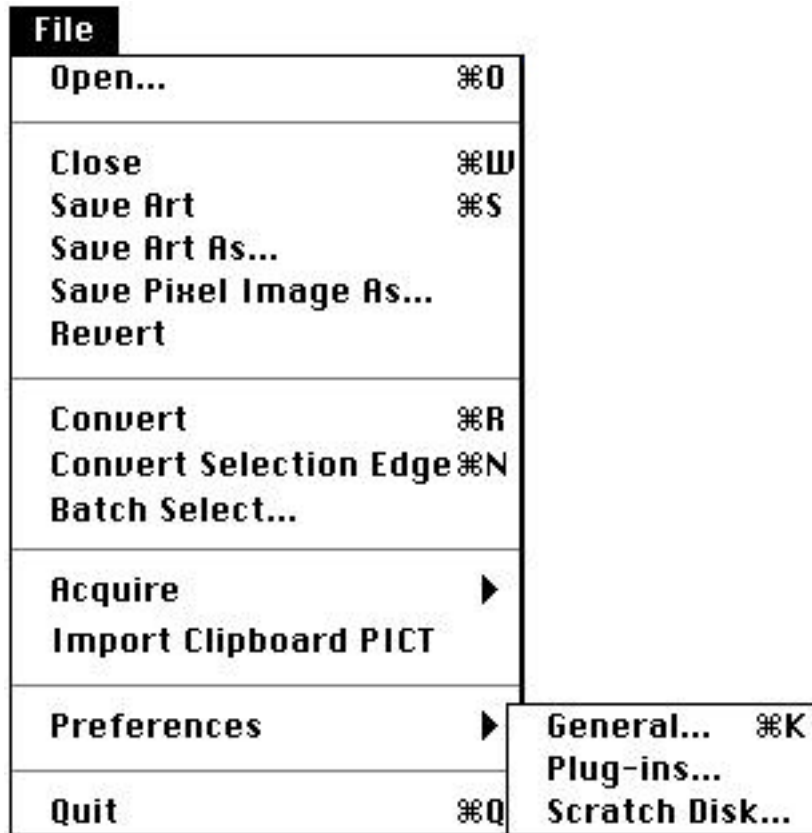 File
Open... ⌘O
Close ⌘W
Save Art ⌘S
Save Art As...
Save Pixel Image As...
Revert
Convert ⌘R
Convert Selection Edge ⌘N
Batch Select...
Acquire
Import Clipboard PICT
Preferences
General... ⌘K
Plug-ins...
Scratch Disk...
Quit ⌘Q